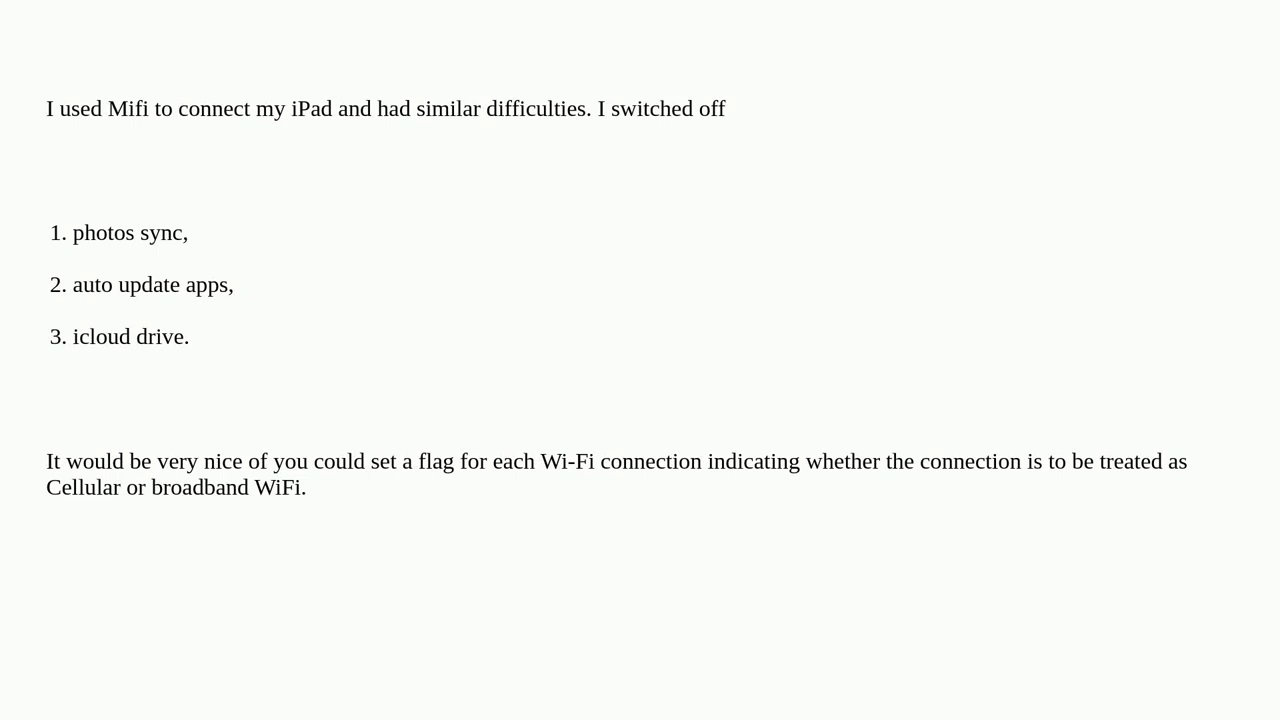 I used Mifi to connect my iPad and had similar difficulties. I switched off
1. photos sync,
2. auto update apps,
3. icloud drive.
It would be very nice of you could set a flag for each Wi-Fi connection indicating whether the connection is to be treated as
Cellular or broadband WiFi.